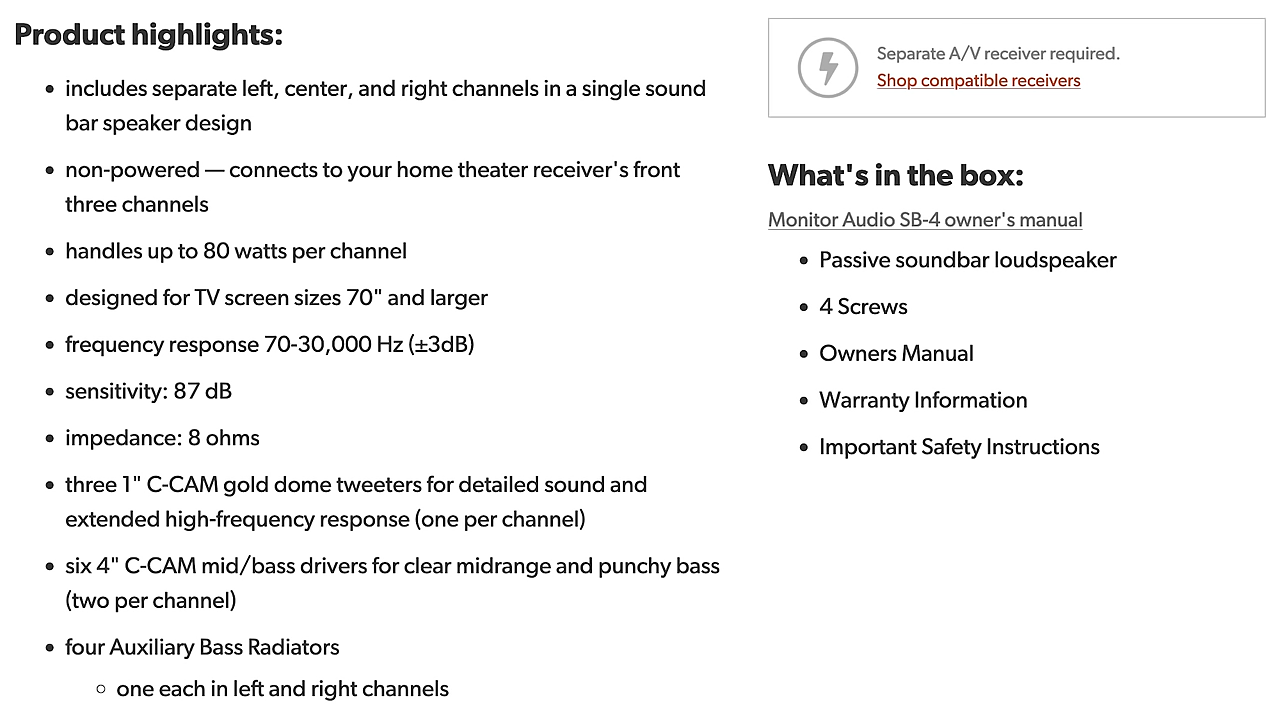 Product highlights:
includes separate left, center, and right channels in a single sound
bar speaker design
non-powered — connects to your home theater receiver's front
three channels
handles up to 80 watts per channel
designed for TV screen sizes 70" and larger
frequency response 70-30,000 Hz (±3dB)
sensitivity: 87 dB
impedance: 8 ohms
three 1" C-CAM gold dome tweeters for detailed sound and
extended high-frequency response (one per channel)
six 4" C-CAM mid/bass drivers for clear midrange and punchy bass
(two per channel)
four Auxiliary Bass Radiators
one each in left and right channels
Separate A/V receiver required.
Shop compatible receivers
What's in the box:
Monitor Audio SB-4 owner's manual
Passive soundbar loudspeaker
4 Screws
Owners Manual
Warranty Information
Important Safety Instructions